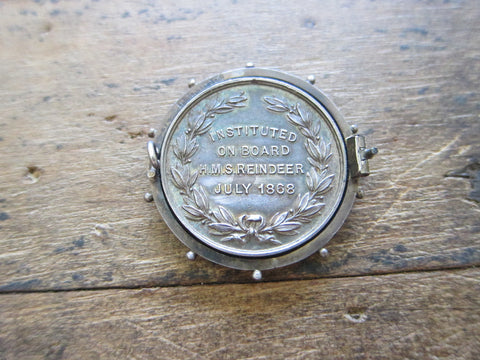 INSTITUTED
ON BOARD
H.M.S.REINDEER
JULY 1868